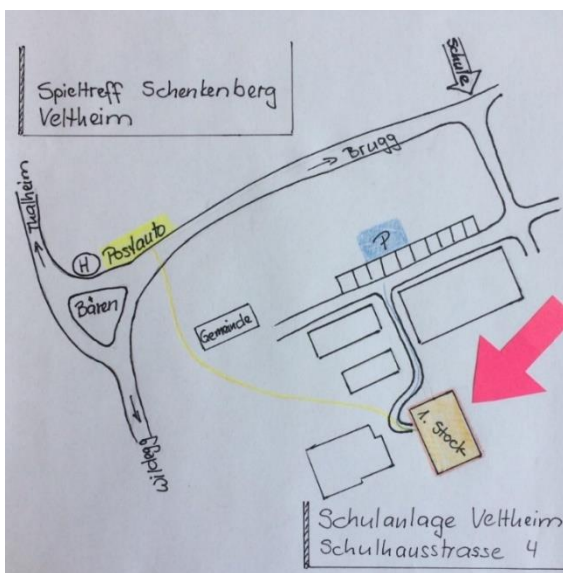 Spieltreff Schenkenberg
Veltheim
Schule
Brugg
Thalheim
H
Postauto
P
Bären
Gemeinde
1. Stock
Wildegg
Schulanlage Veltheim
Schulhausstrasse 4